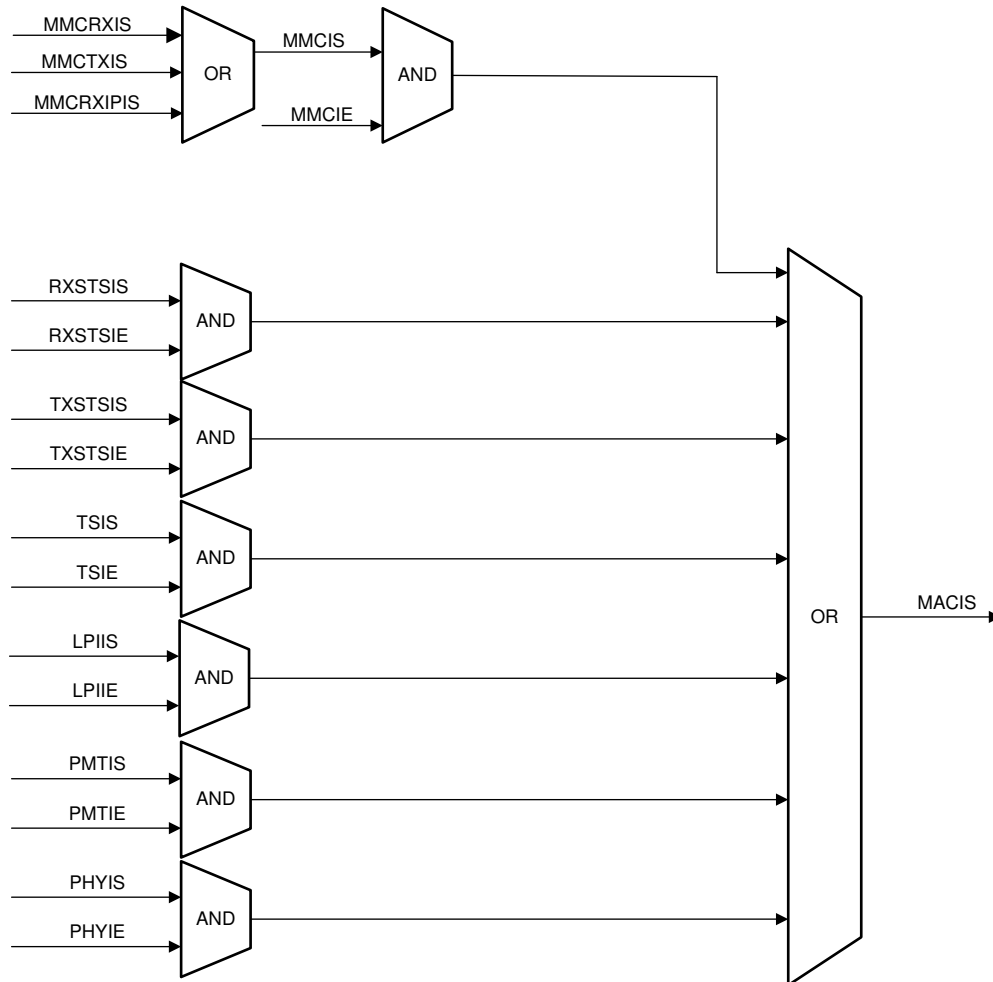 MMCRXIS
MMCTXIS
MMCRXIPIS
OR
MMCIS
MMCIE
AND
RXSTSIS
RXSTSIE
AND
TXSTSIS
TXSTSIE
AND
TSIS
TSIE
AND
LPIIS
LPIIE
AND
PMTIS
PMTIE
AND
PHYIS
PHYIE
AND
OR
MACIS